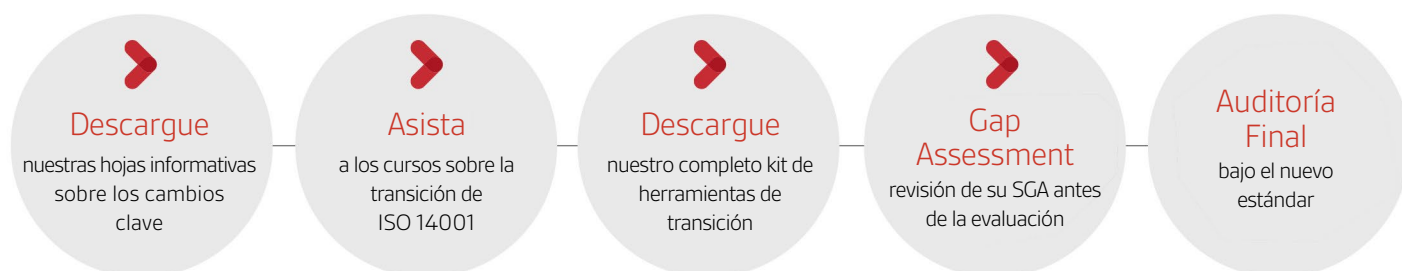 Descargue
nuestras hojas informativas
sobre los cambios
clave
Asista
a los cursos sobre la
transición de
ISO 14001
Descargue
nuestro completo kit de
herramientas de
transición
Gap
Assessment
revisión de su SGA antes
de la evaluación
Auditoría
Final
bajo el nuevo
estándar